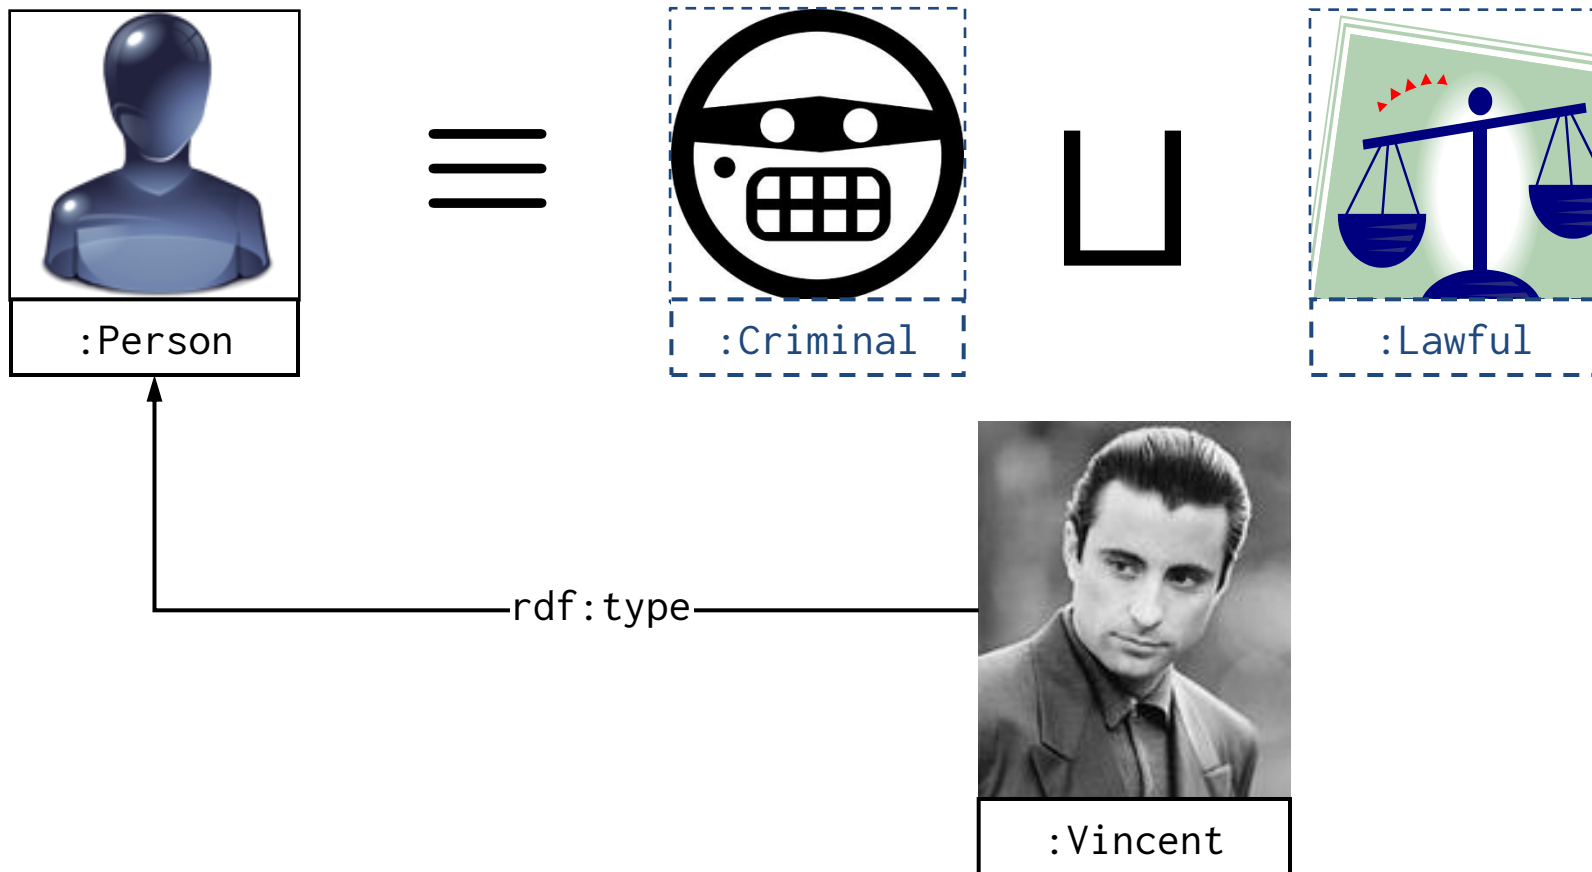 :Person
≡
:Criminal
⊔
:Lawful
rdf:type
:Vincent